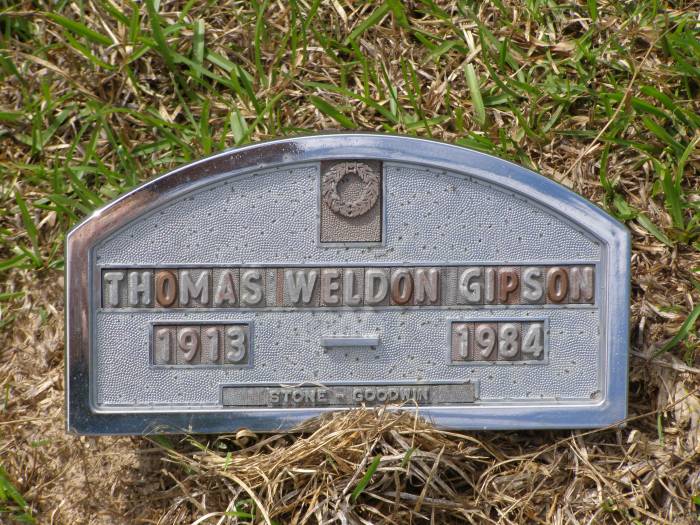 THOMAS WELDON GIPSON
1913 — 1984
STONE - GOODWIN